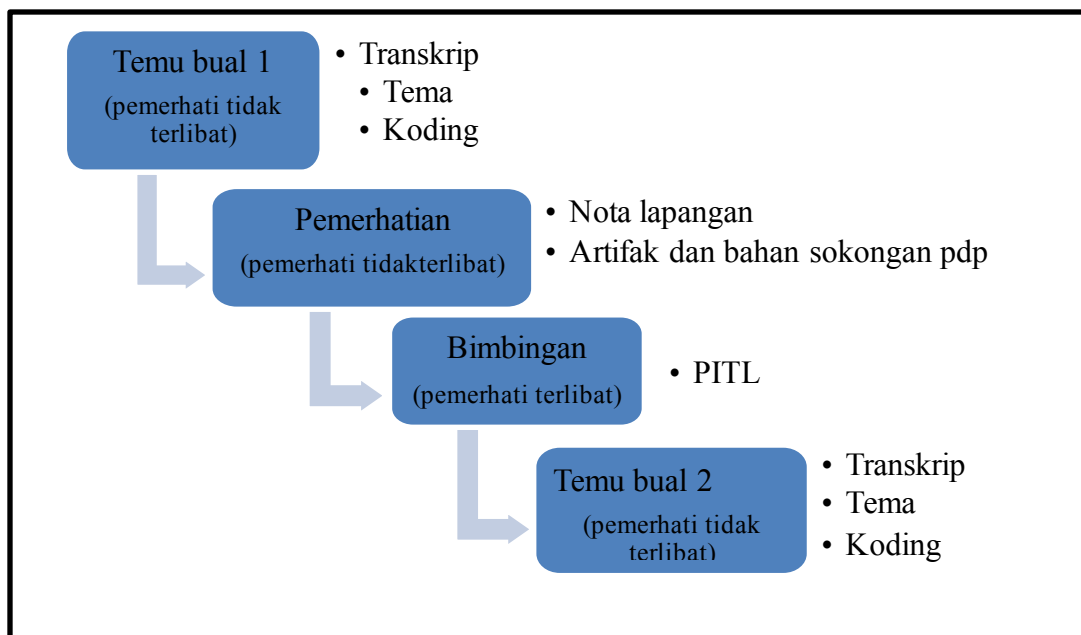 Temu bual 1
(pemerhati tidak
terlibat)
• Transkrip
• Tema
• Koding
Pemerhatian
(pemerhati tidakterlibat)
• Nota lapangan
• Artifak dan bahan sokongan pdp
Bimbingan
(pemerhati terlibat)
• PITL
Temu bual 2
(pemerhati tidak
terlibat)
• Transkrip
• Tema
• Koding